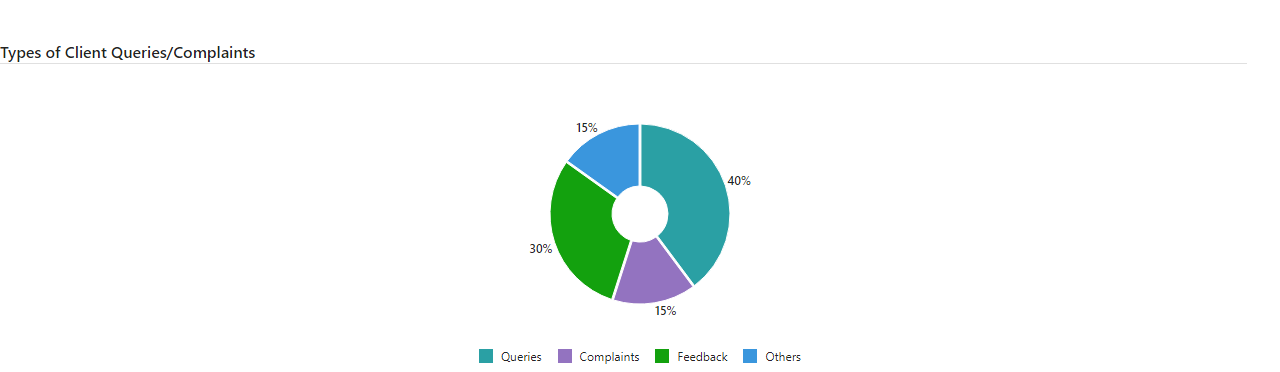 Types of Client Queries/Complaints
15%
40%
30%
15%
Queries Complaints Feedback Others